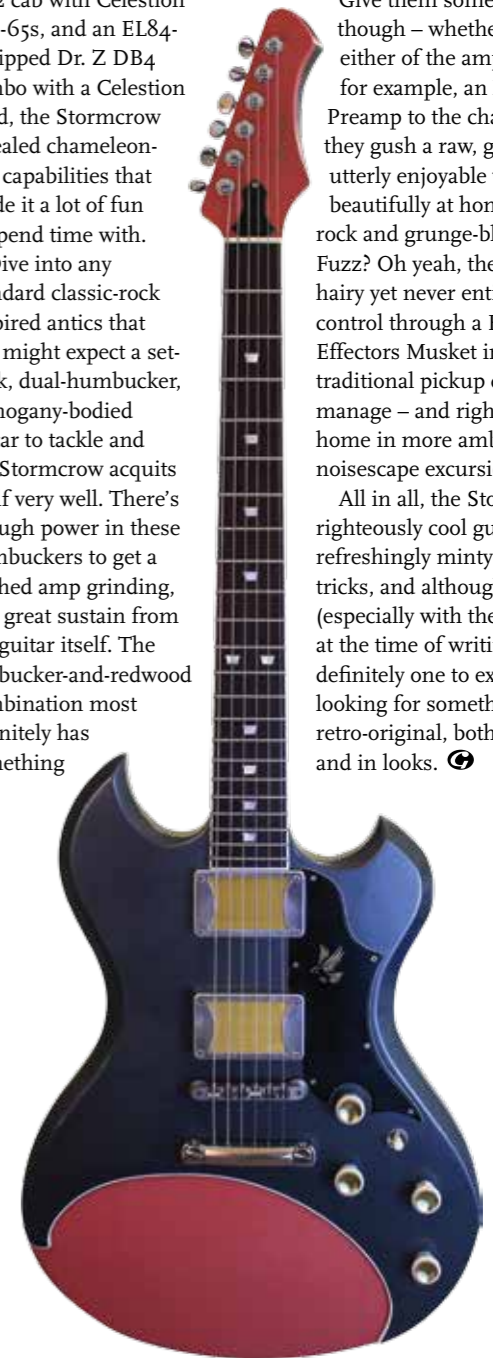 2 cab with Celestion
-65s, and an EL84-
ipped Dr. Z DB4
mbo with a Celestion
d, the Stormcrow
ealed chameleon-
capabilities that
de it a lot of fun
pend time with.
Dive into any
ndard classic-rock
pired antics that
might expect a set-
k, dual-humbucker,
hogany-bodied
ar to tackle and
Stormcrow acquits
lf very well. There’s
ugh power in these
mbuckers to get a
hed amp grinding,
great sustain from
guitar itself. The
bucker-and-redwood
mbination most
nitely has
mething
Give them some
though – whethe
either of the amp
for example, an
Preamp to the cha
they gush a raw, g
utterly enjoyable
beautifully at hom
rock and grunge-bl
Fuzz? Oh yeah, the
hairy yet never enti
control through a
Effectors Musket in
traditional pickup
manage – and righ
home in more amb
noisescape excursi
All in all, the Sto
righteously cool gu
refreshingly minty
tricks, and althoug
(especially with the
at the time of writi
definitely one to ex
looking for someth
retro-original, both
and in looks.